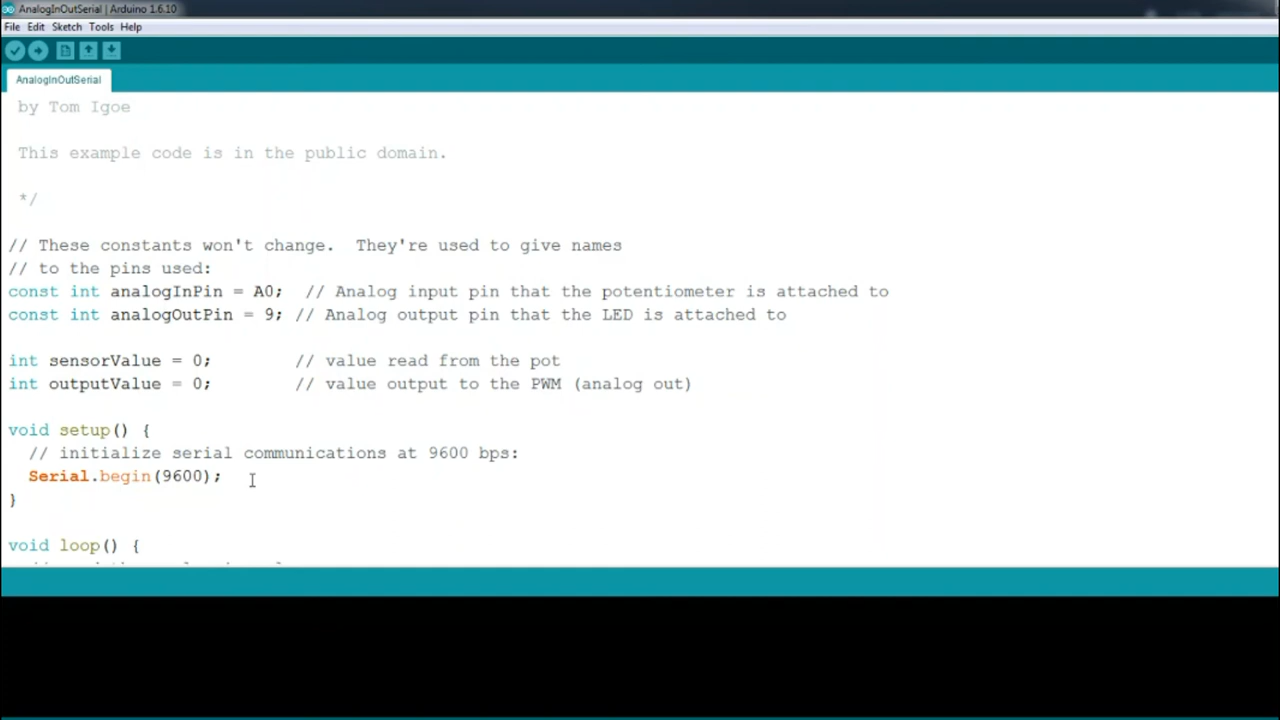 AnalogInOutSerial | Arduino 1.6.10
File Edit Sketch Tools Help
AnalogInOutSerial
by Tom Igoe
This example code is in the public domain.
*/
// These constants won't change.  They're used to give names
// to the pins used:
const int analogInPin = A0;  // Analog input pin that the potentiometer is attached to
const int analogOutPin = 9; // Analog output pin that the LED is attached to
int sensorValue = 0;        // value read from the pot
int outputValue = 0;        // value output to the PWM (analog out)
void setup() {
// initialize serial communications at 9600 bps:
Serial.begin(9600);
}
void loop() {